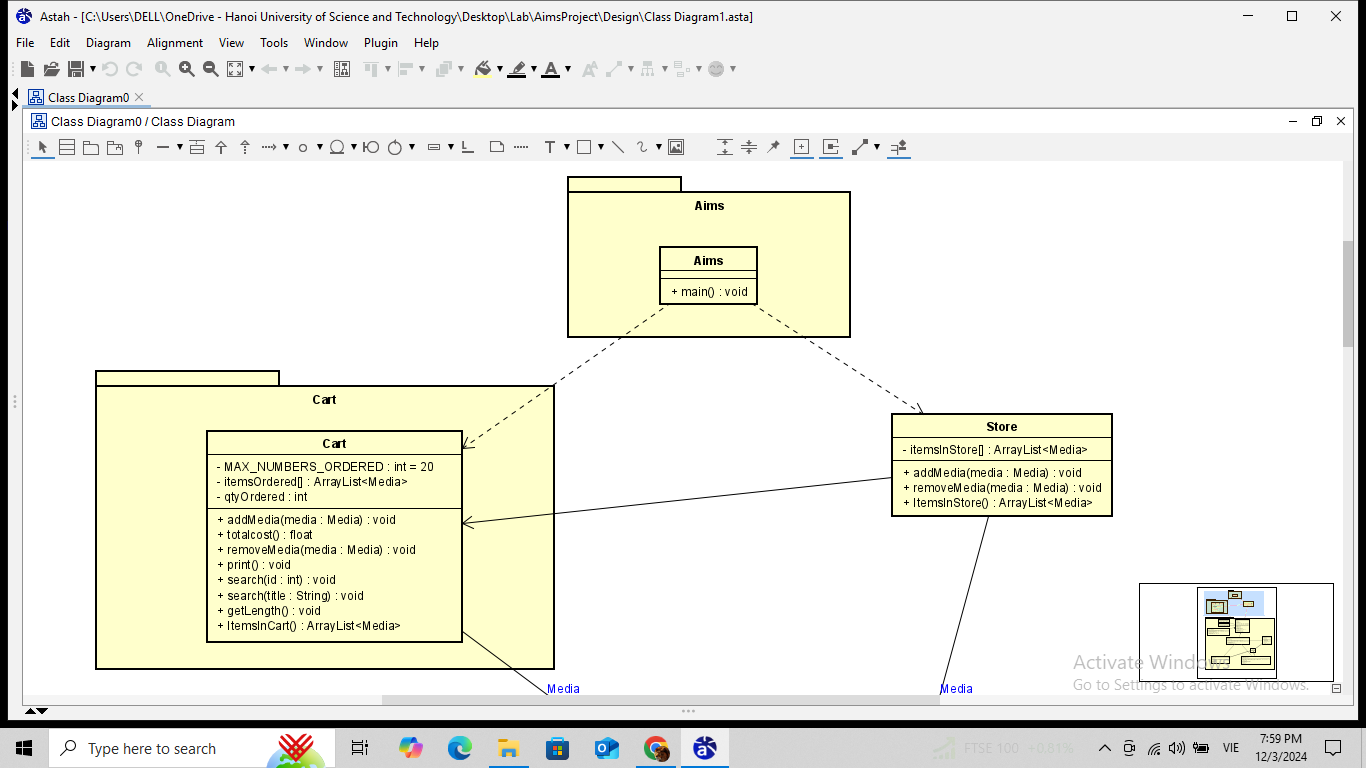 Astah - [C:\Users\DELL\OneDrive - Hanoi University of Science and Technology\Desktop\Lab\AimsProject\Design\Class Diagram1.asta]
File Edit Diagram Alignment View Tools Window Plugin Help
Class Diagram0
Class Diagram0 / Class Diagram
Aims
Aims
+ main() : void
Cart
Cart
- MAX_NUMBERS_ORDERED : int = 20
- itemsOrdered[] : ArrayList<Media>
- qtyOrdered : int
+ addMedia(media : Media) : void
+ totalcost() : float
+ removeMedia(media : Media) : void
+ print() : void
+ search(id : int) : void
+ search(title : String) : void
+ getLength() : void
+ ItemsInCart() : ArrayList<Media>
Store
- itemsInStore[] : ArrayList<Media>
+ addMedia(media : Media) : void
+ removeMedia(media : Media) : void
+ ItemsInStore() : ArrayList<Media>
Media
Media
Activate Windows
Go to Settings to activate Windows.
Type here to search
FTSE 100 +0.81%
VIE
7:59 PM
12/3/2024